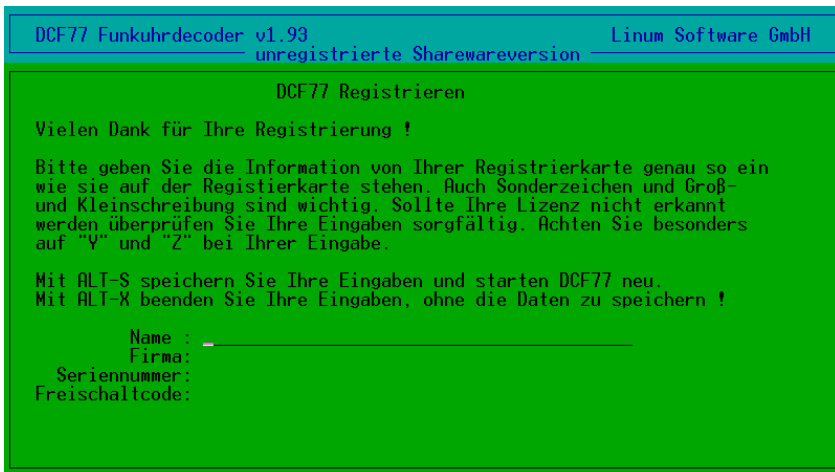 DCF77 Funkuhrdecoder v1.93 Linum Software GmbH
unregistrierte Sharewareversion
DCF77 Registrieren
Vielen Dank für Ihre Registrierung !
Bitte geben Sie die Information von Ihrer Registrierkarte genau so ein
wie sie auf der Registierkarte stehen. Auch Sonderzeichen und Groß-
und Kleinschreibung sind wichtig. Sollte Ihre Lizenz nicht erkannt
werden überprüfen Sie Ihre Eingaben sorgfältig. Achten Sie besonders
auf "Y" und "Z" bei Ihrer Eingabe.
Mit ALT-S speichern Sie Ihre Eingaben und starten DCF77 neu.
Mit ALT-X beenden Sie Ihre Eingaben, ohne die Daten zu speichern !
Name :
Firma:
Seriennummer:
Freischaltcode: